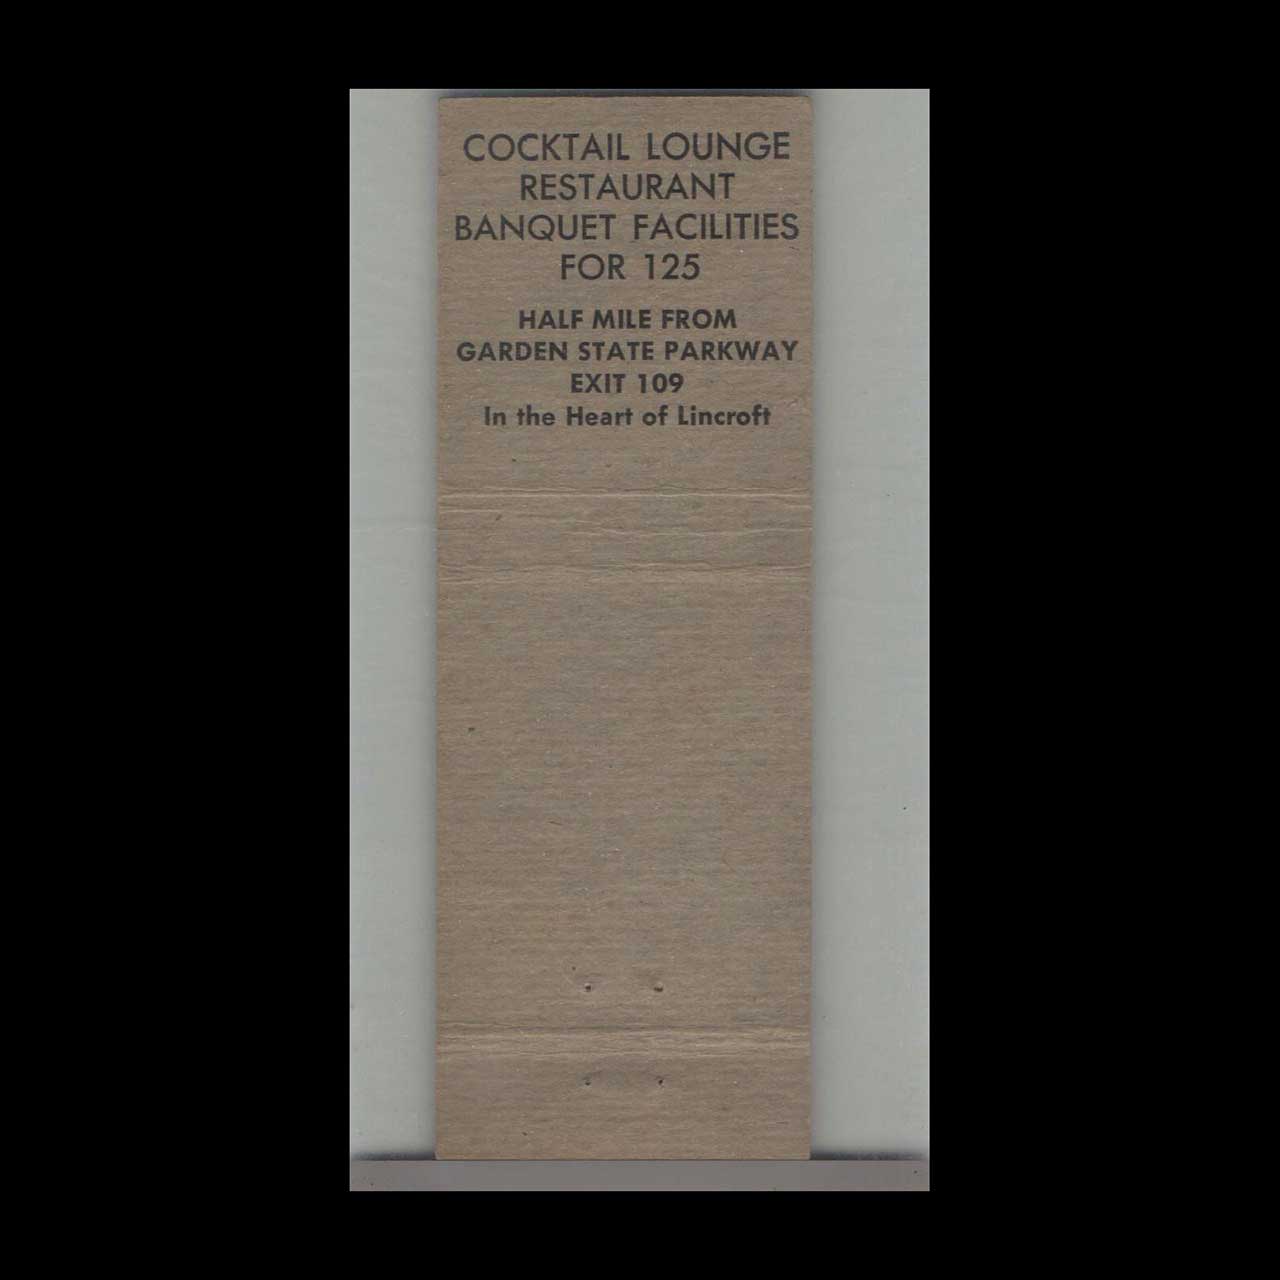 COCKTAIL LOUNGE
RESTAURANT
BANQUET FACILITIES
FOR 125
HALF MILE FROM
GARDEN STATE PARKWAY
EXIT 109
In the Heart of Lincroft